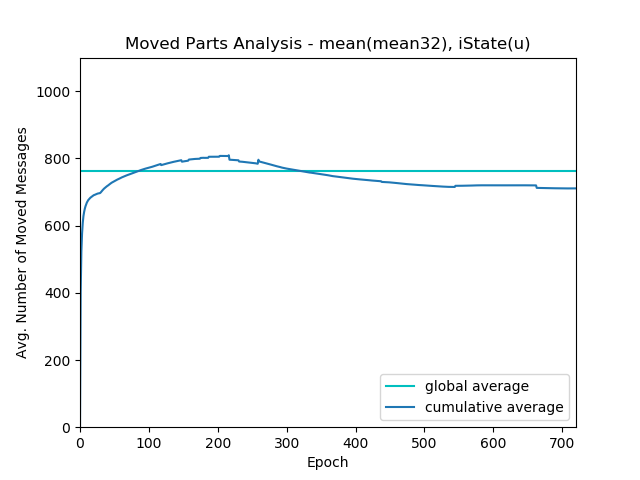 Moved Parts Analysis - mean(mean32), iState(u)
Avg. Number of Moved Messages
1000
800
600
400
200
0
0 100 200 300 400 500 600 700
Epoch
global average
cumulative average